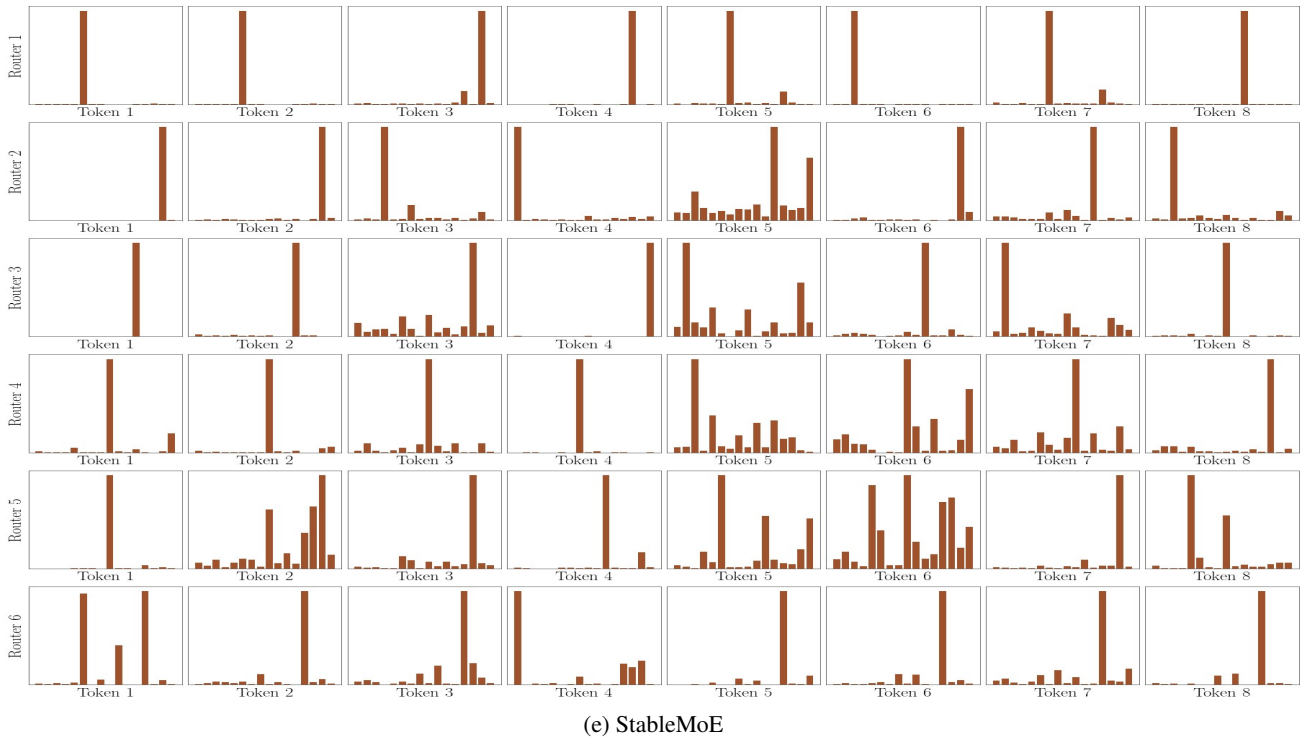 Router 1
Token 1 Token 2 Token 3 Token 4 Token 5 Token 6 Token 7 Token 8
Router 2
Token 1 Token 2 Token 3 Token 4 Token 5 Token 6 Token 7 Token 8
Router 3
Token 1 Token 2 Token 3 Token 4 Token 5 Token 6 Token 7 Token 8
Router 4
Token 1 Token 2 Token 3 Token 4 Token 5 Token 6 Token 7 Token 8
Router 5
Token 1 Token 2 Token 3 Token 4 Token 5 Token 6 Token 7 Token 8
Router 6
Token 1 Token 2 Token 3 Token 4 Token 5 Token 6 Token 7 Token 8
(e) StableMoE